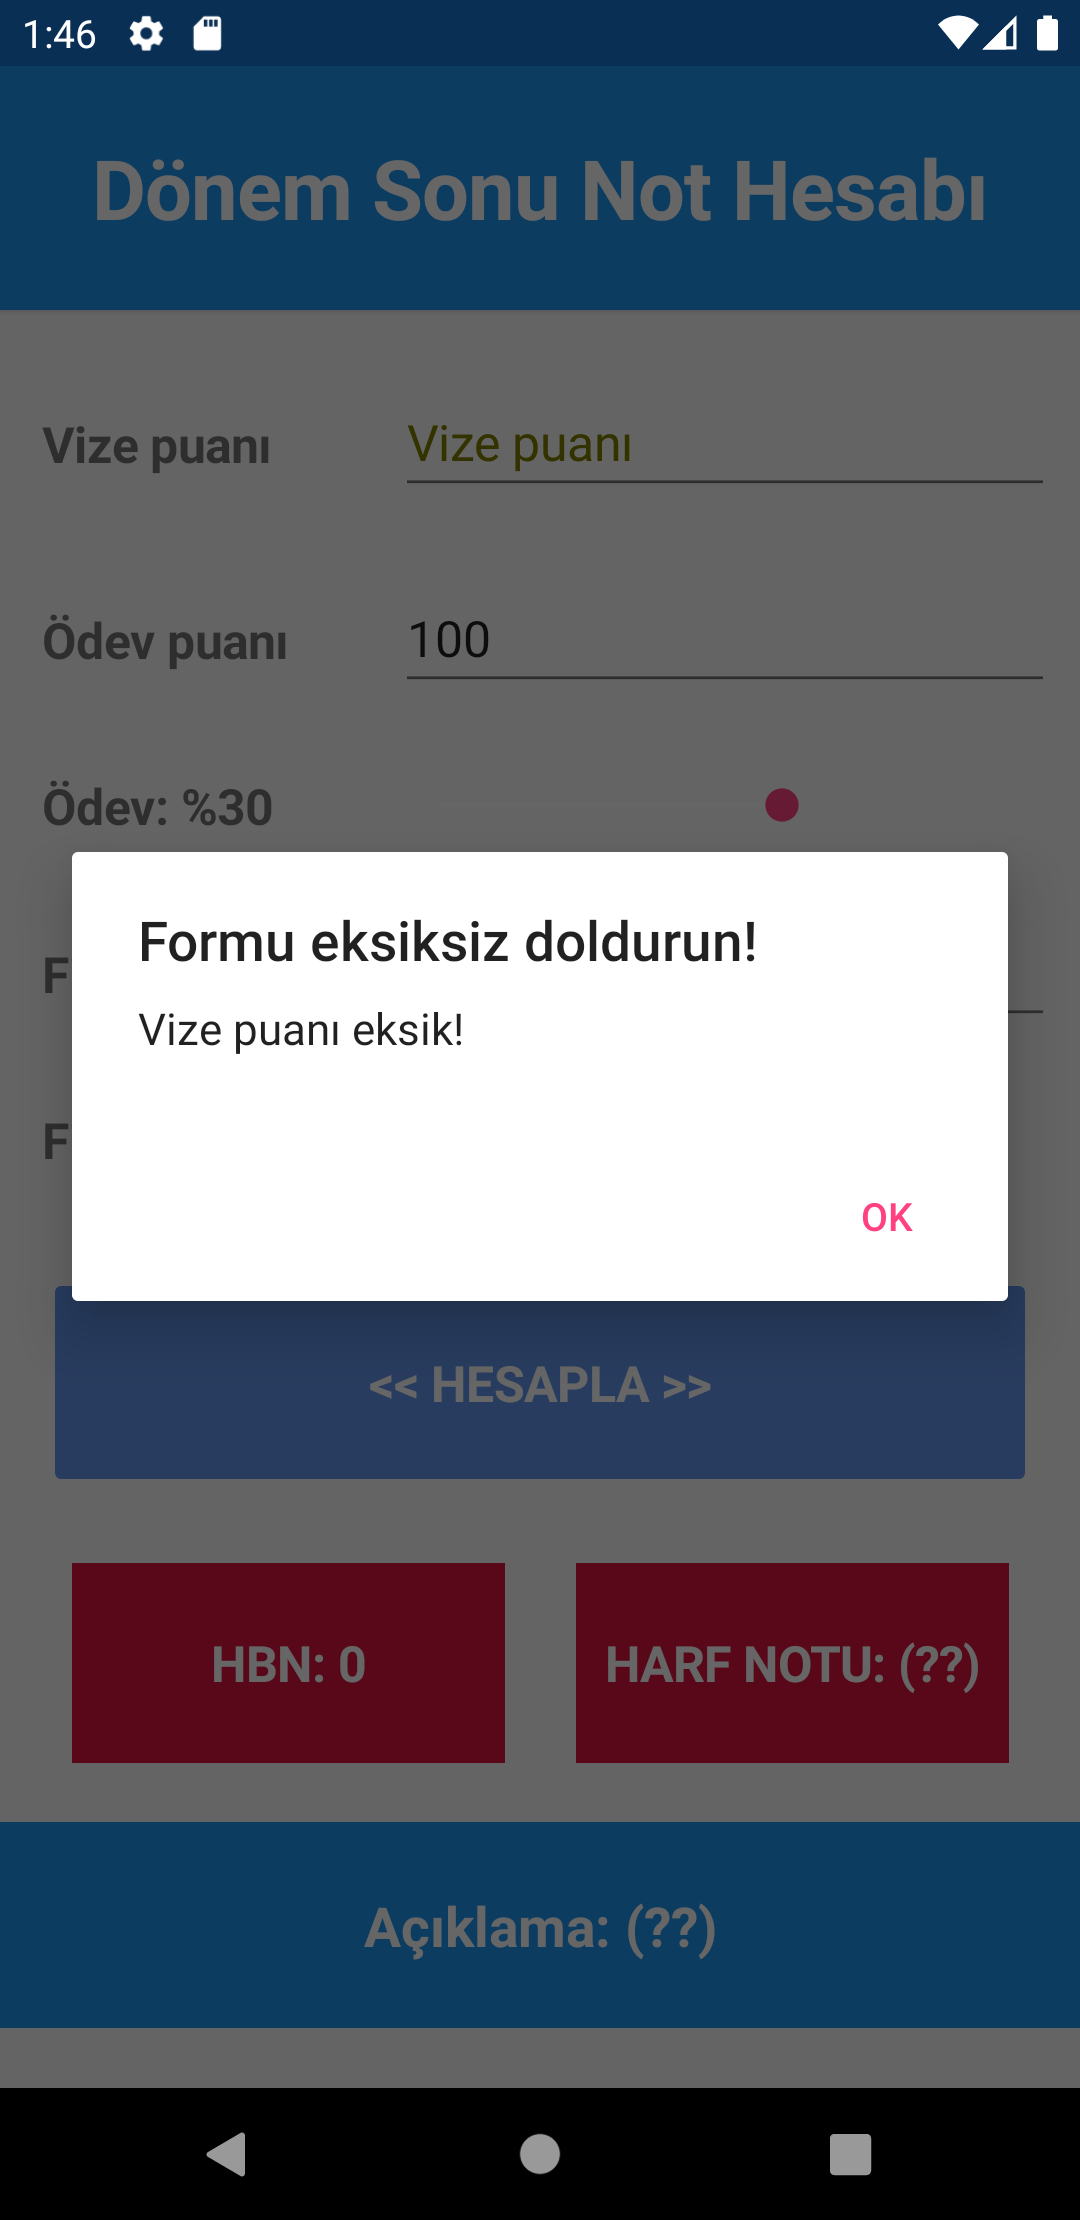 1:46
Dönem Sonu Not Hesabı
Vize puanı
Vize puanı
Ödev puanı
100
Ödev: %30
F
F
Formu eksiksiz doldurun!
Vize puanı eksik!
OK
<< HESAPLA >>
HBN: 0
HARF NOTU: (??)
Açıklama: (??)